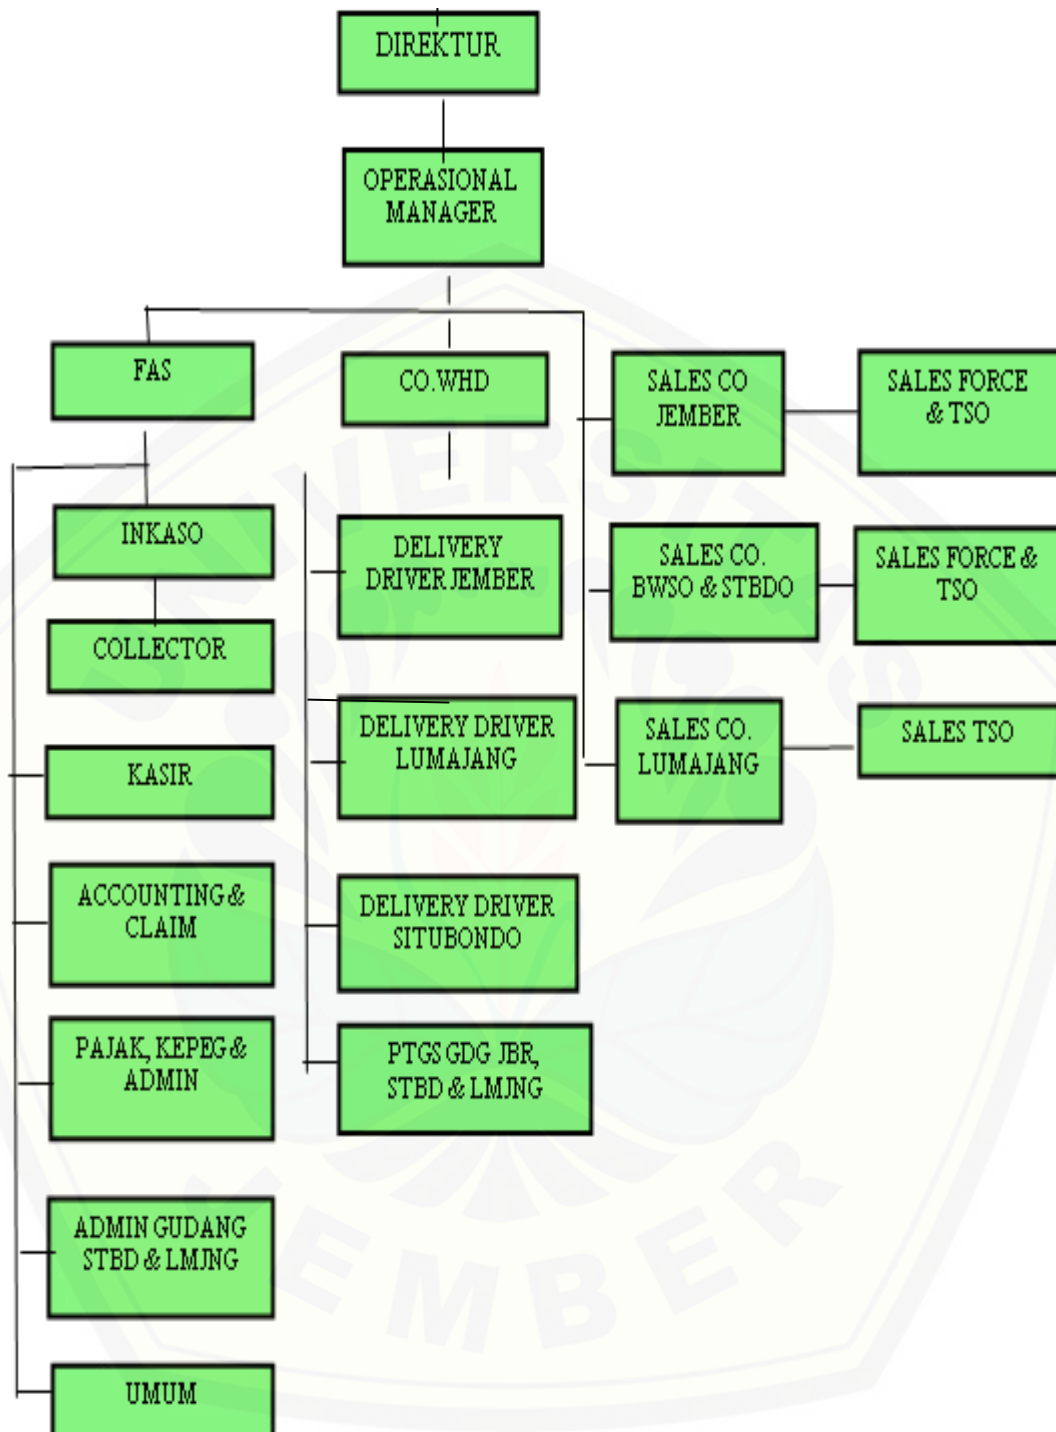 DIREKTUR
OPERASIONAL
MANAGER
FAS
CO.WHD
SALES CO
JEMBER
SALES FORCE
& TSO
INKASO
COLLECTOR
KASIR
ACCOUNTING &
CLAIM
PAJAK, KEPEG &
ADMIN
ADMIN GUDANG
STBD & LMJNG
UMUM
DELIVERY
DRIVER JEMBER
DELIVERY DRIVER
LUMAJANG
DELIVERY DRIVER
SITUBONDO
PTGS GDG JBR,
STBD & LMJNG
SALES CO.
BWSO & STBDO
SALES FORCE &
TSO
SALES CO.
LUMAJANG
SALES TSO
UNIVERSITAS
JEMBER